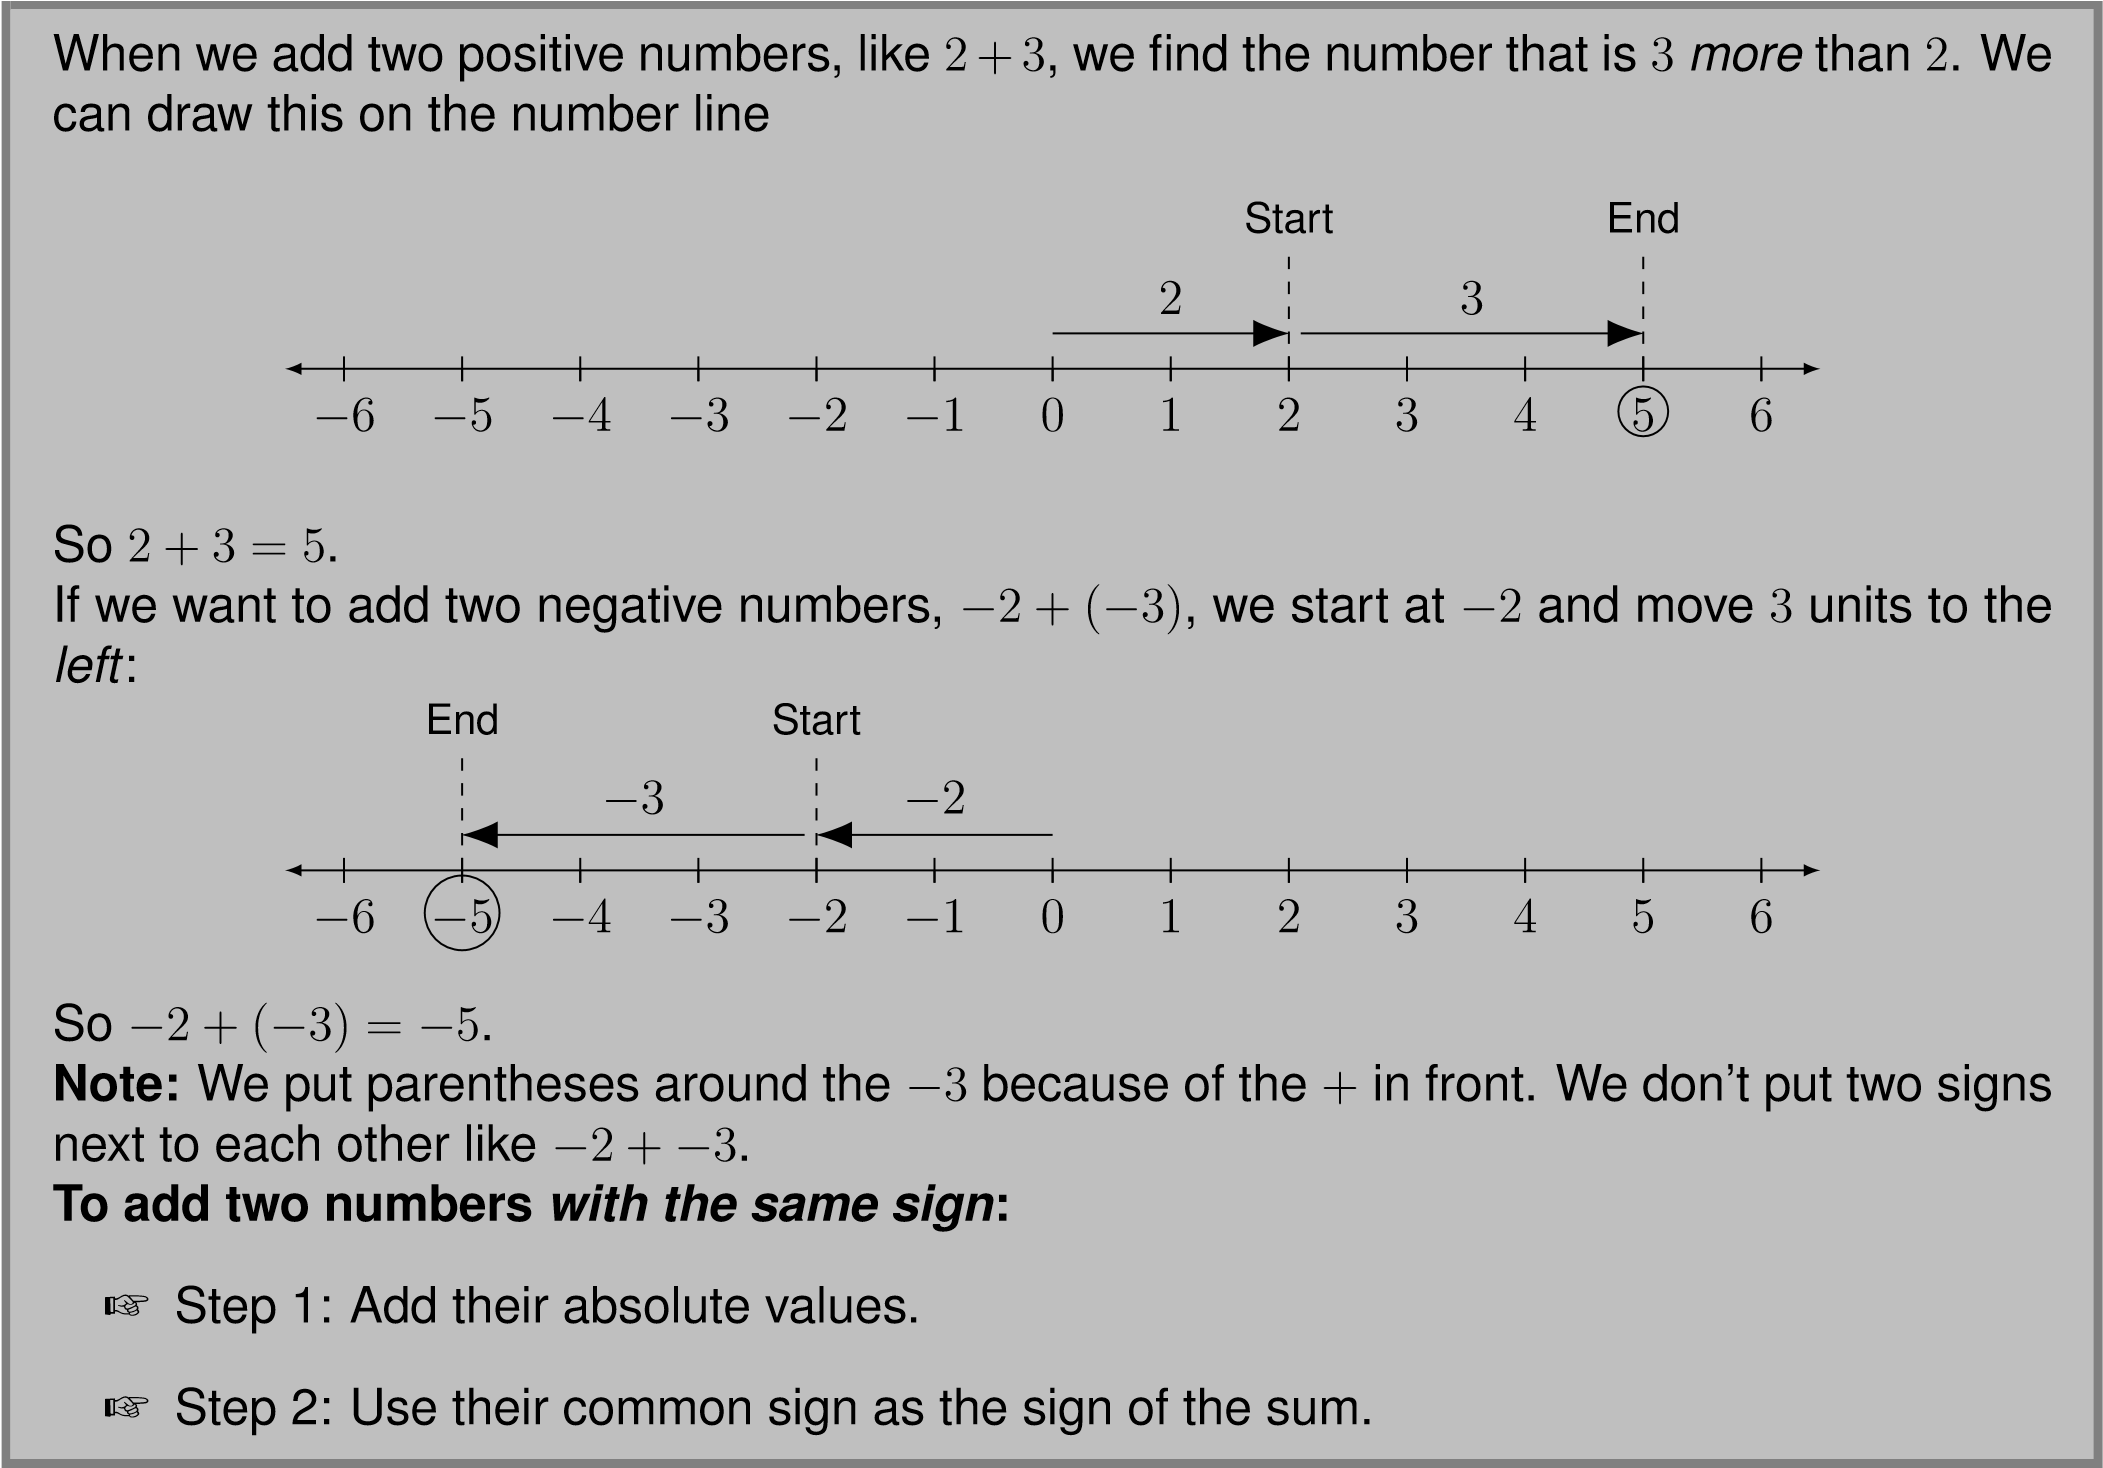 When we add two positive numbers, like 2 + 3, we find the number that is 3 more than 2. We
can draw this on the number line
Start End
2 3
−6 −5 −4 −3 −2 −1 0 1 2 3 4 5 6
So 2 + 3 = 5.
If we want to add two negative numbers, −2 + (−3), we start at −2 and move 3 units to the
left:
End Start
−3 −2
−6 −5 −4 −3 −2 −1 0 1 2 3 4 5 6
So −2 + (−3) = −5.
Note: We put parentheses around the −3 because of the + in front. We don't put two signs
next to each other like −2 + −3.
To add two numbers with the same sign:
☞ Step 1: Add their absolute values.
☞ Step 2: Use their common sign as the sign of the sum.